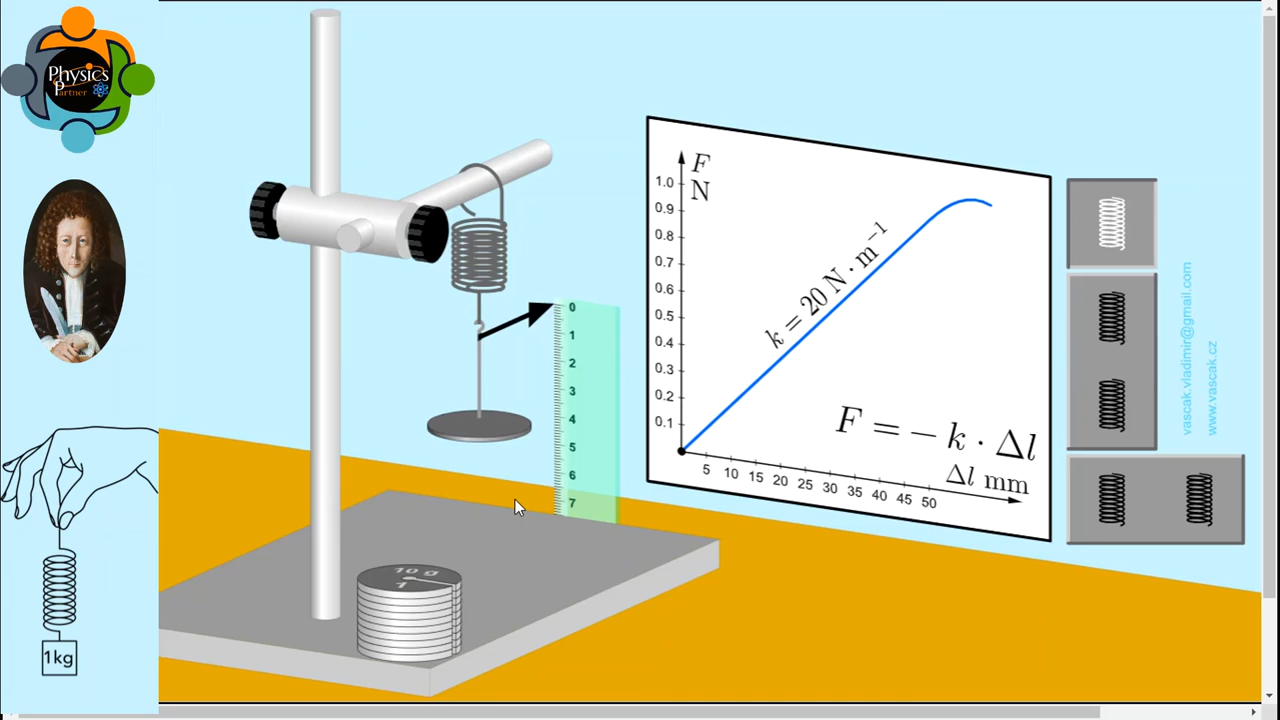 Physics
Partner
1kg
10 g
1
0
1
2
3
4
5
6
7
F
N
1.0
0.9
0.8
0.7
0.6
0.5
0.4
0.3
0.2
0.1
k = 20 N · m⁻¹
F = − k · Δl
Δl mm
5 10 15 20 25 30 35 40 45 50
vascak.vladimir@gmail.com
www.vascak.cz